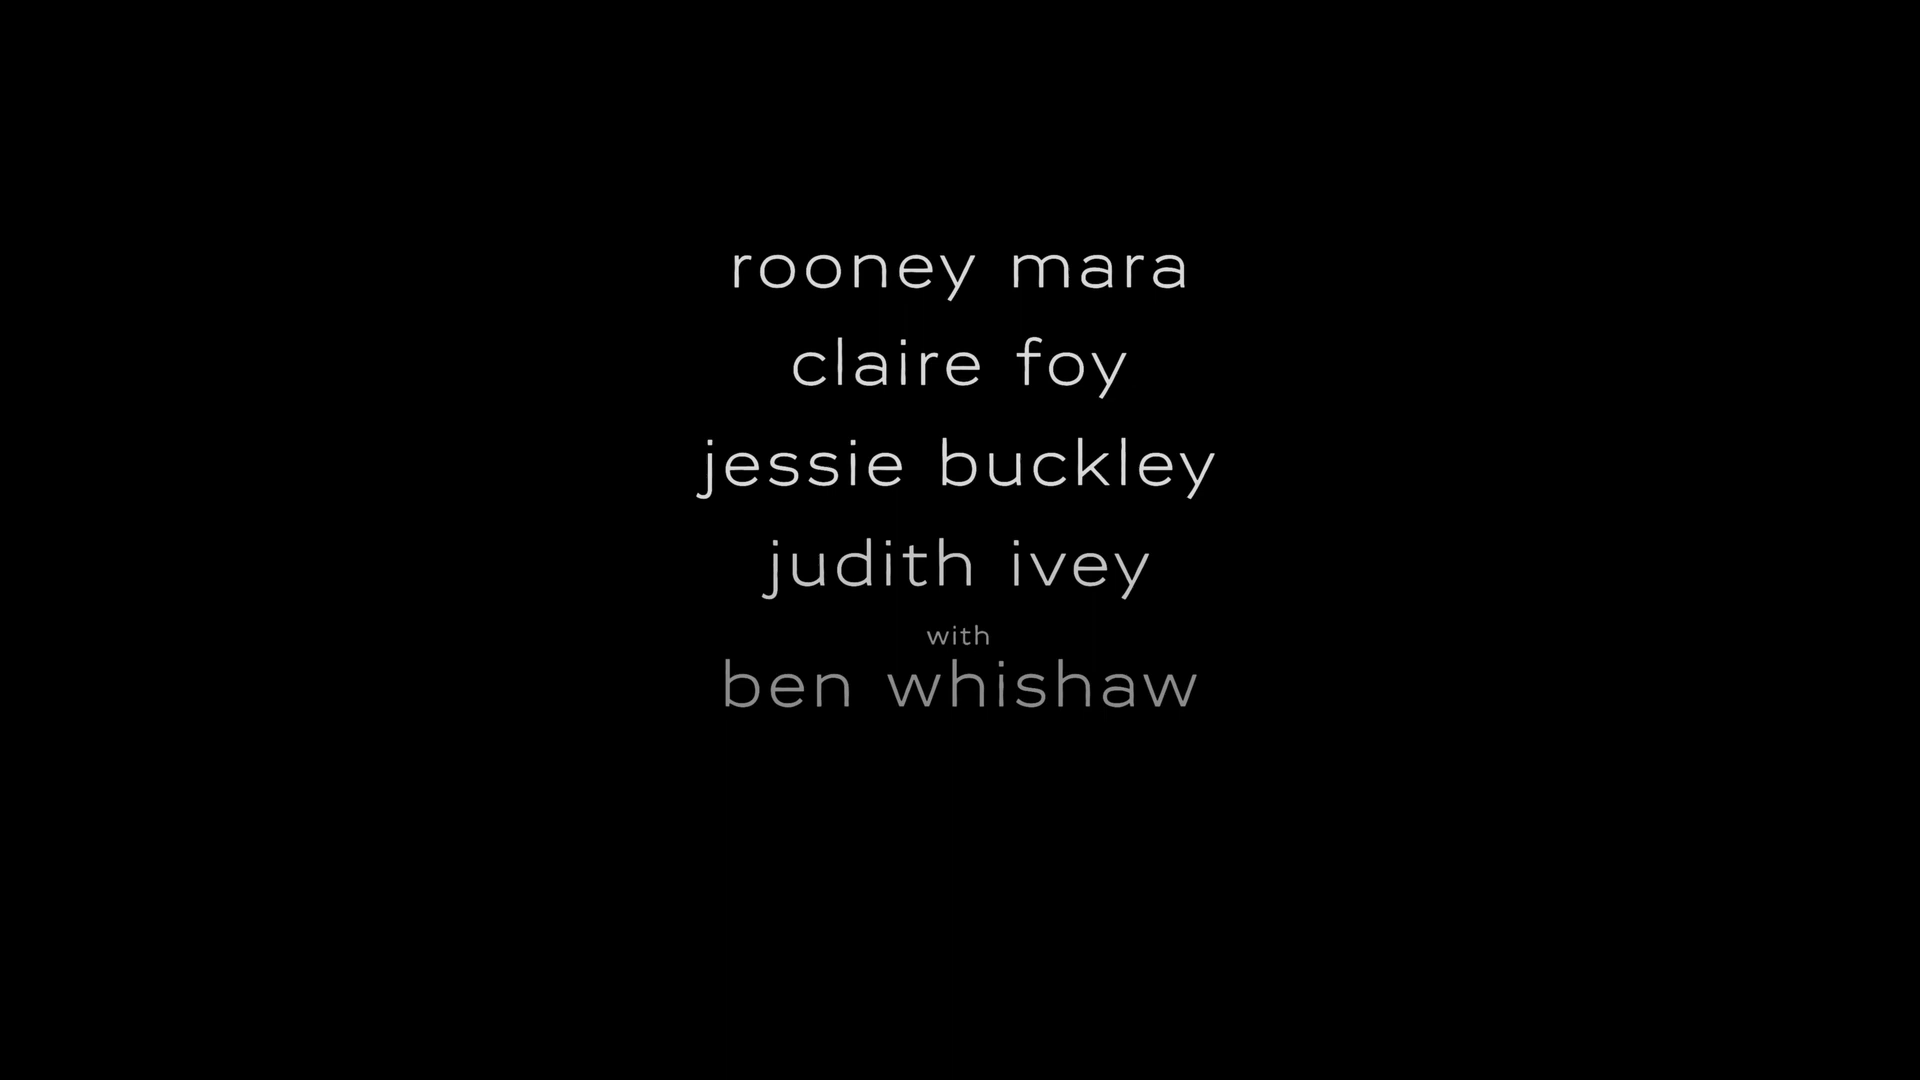 rooney mara
claire foy
jessie buckley
judith ivey
with
ben whishaw